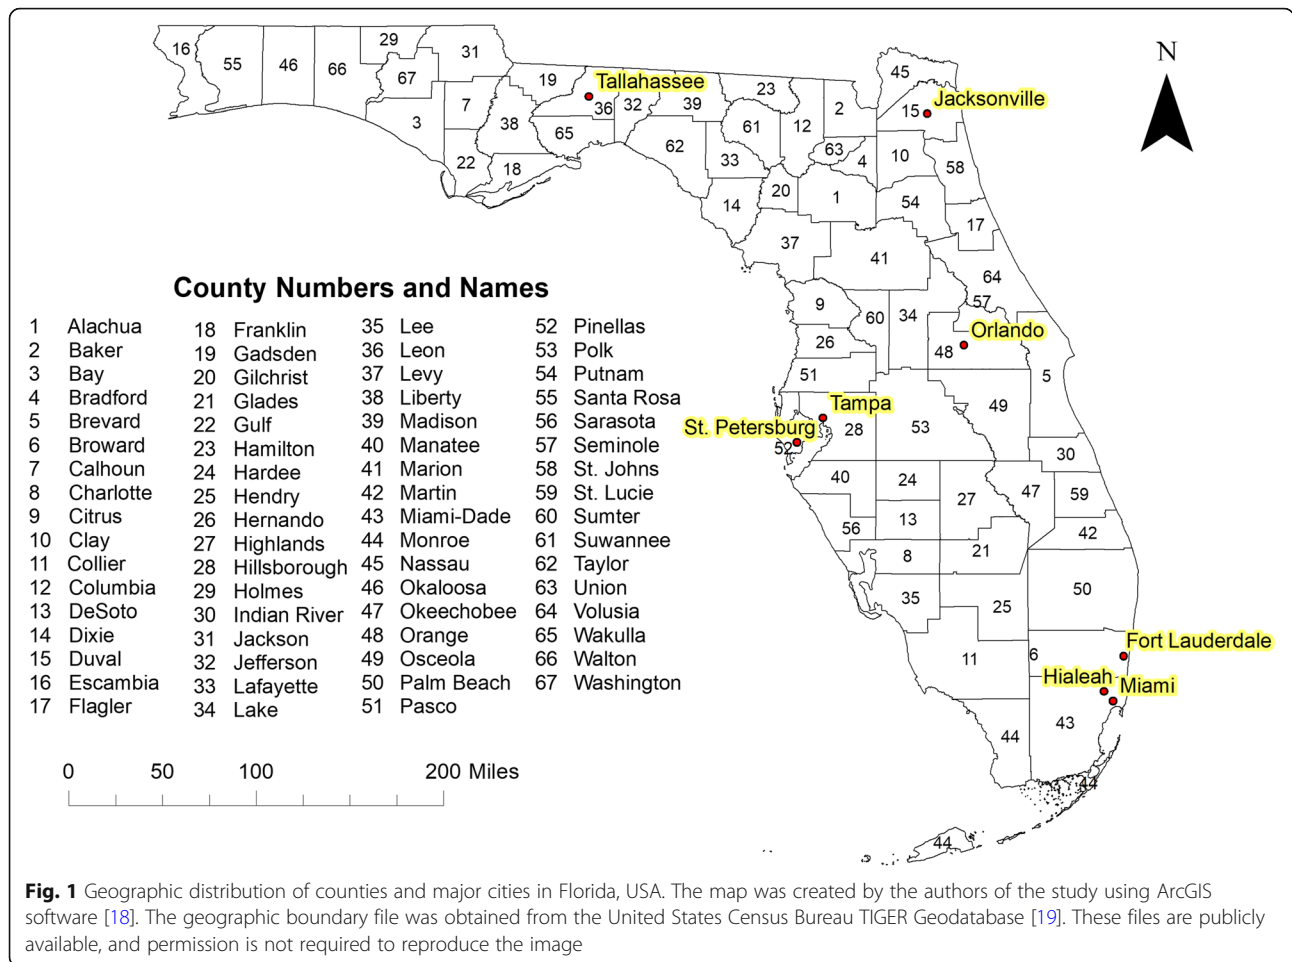 16
55
46
66
29
67
31
3
7
22
38
18
19
Tallahassee
36
65
32
39
62
23
61
33
14
12
20
2
63
4
45
15
Jacksonville
10
58
54
1
17
37
41
64
57
9
60
34
26
48
Orlando
51
5
49
St. Petersburg
Tampa
52
28
53
30
40
24
27
47
59
56
13
42
8
21
35
25
50
11
6
Fort Lauderdale
Hialeah
Miami
43
44
44
44
N
County Numbers and Names
1 Alachua
2 Baker
3 Bay
4 Bradford
5 Brevard
6 Broward
7 Calhoun
8 Charlotte
9 Citrus
10 Clay
11 Collier
12 Columbia
13 DeSoto
14 Dixie
15 Duval
16 Escambia
17 Flagler
18 Franklin
19 Gadsden
20 Gilchrist
21 Glades
22 Gulf
23 Hamilton
24 Hardee
25 Hendry
26 Hernando
27 Highlands
28 Hillsborough
29 Holmes
30 Indian River
31 Jackson
32 Jefferson
33 Lafayette
34 Lake
35 Lee
36 Leon
37 Levy
38 Liberty
39 Madison
40 Manatee
41 Marion
42 Martin
43 Miami-Dade
44 Monroe
45 Nassau
46 Okaloosa
47 Okeechobee
48 Orange
49 Osceola
50 Palm Beach
51 Pasco
52 Pinellas
53 Polk
54 Putnam
55 Santa Rosa
56 Sarasota
57 Seminole
58 St. Johns
59 St. Lucie
60 Sumter
61 Suwannee
62 Taylor
63 Union
64 Volusia
65 Wakulla
66 Walton
67 Washington
0 50 100 200 Miles
Fig. 1 Geographic distribution of counties and major cities in Florida, USA. The map was created by the authors of the study using ArcGIS
software [18]. The geographic boundary file was obtained from the United States Census Bureau TIGER Geodatabase [19]. These files are publicly
available, and permission is not required to reproduce the image